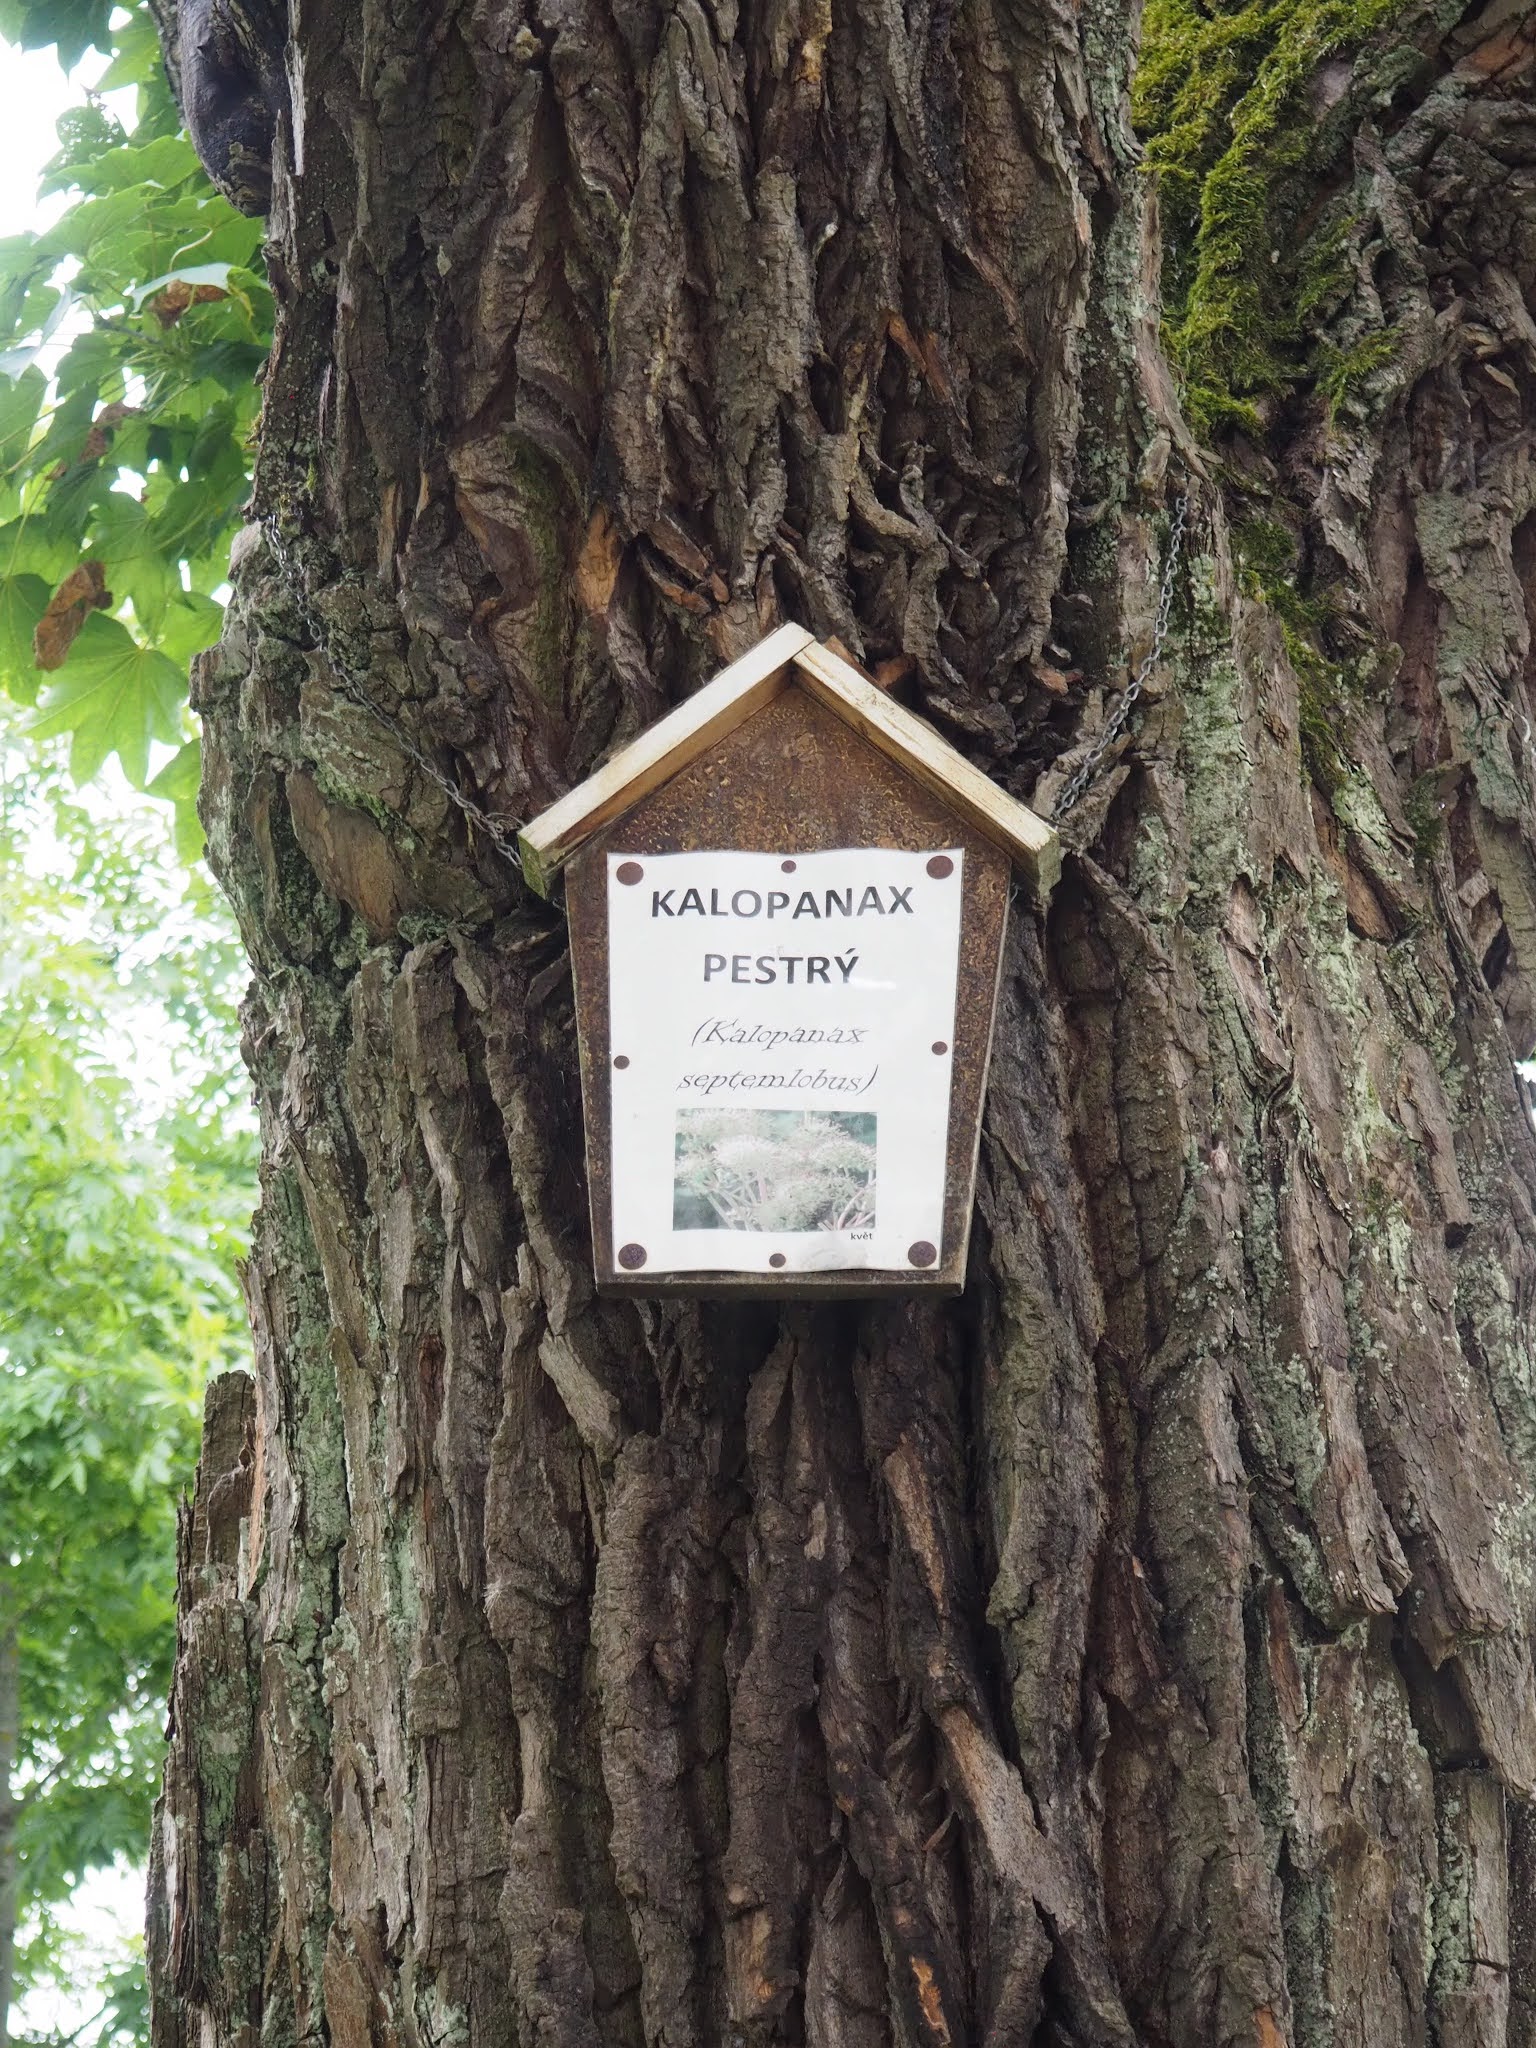 KALOPANAX
PESTRÝ
(Kalopanax
septemlobus)
květ